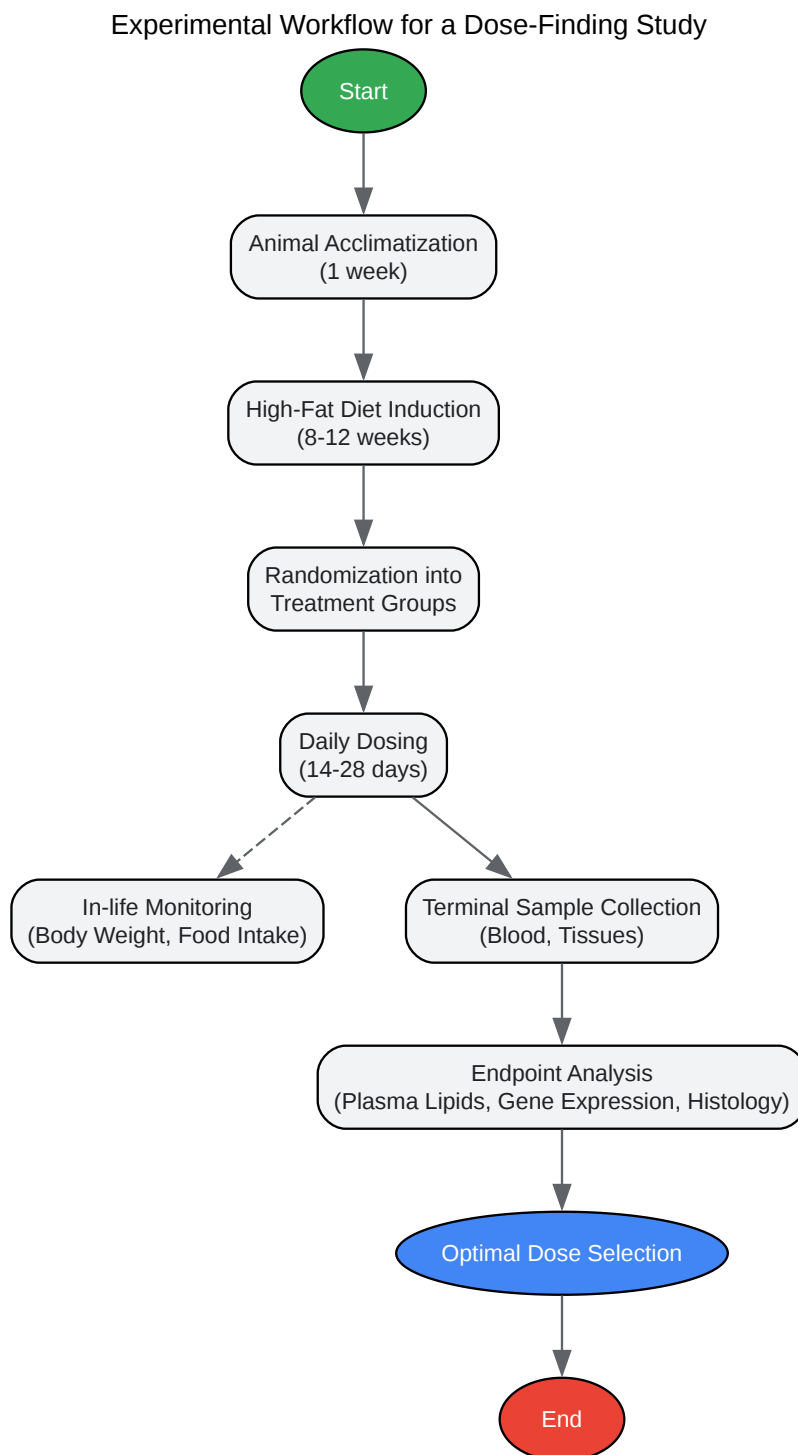 Experimental Workflow for a Dose-Finding Study
Start
Animal Acclimatization
(1 week)
High-Fat Diet Induction
(8-12 weeks)
Randomization into
Treatment Groups
Daily Dosing
(14-28 days)
In-life Monitoring
(Body Weight, Food Intake)
Terminal Sample Collection
(Blood, Tissues)
Endpoint Analysis
(Plasma Lipids, Gene Expression, Histology)
Optimal Dose Selection
End